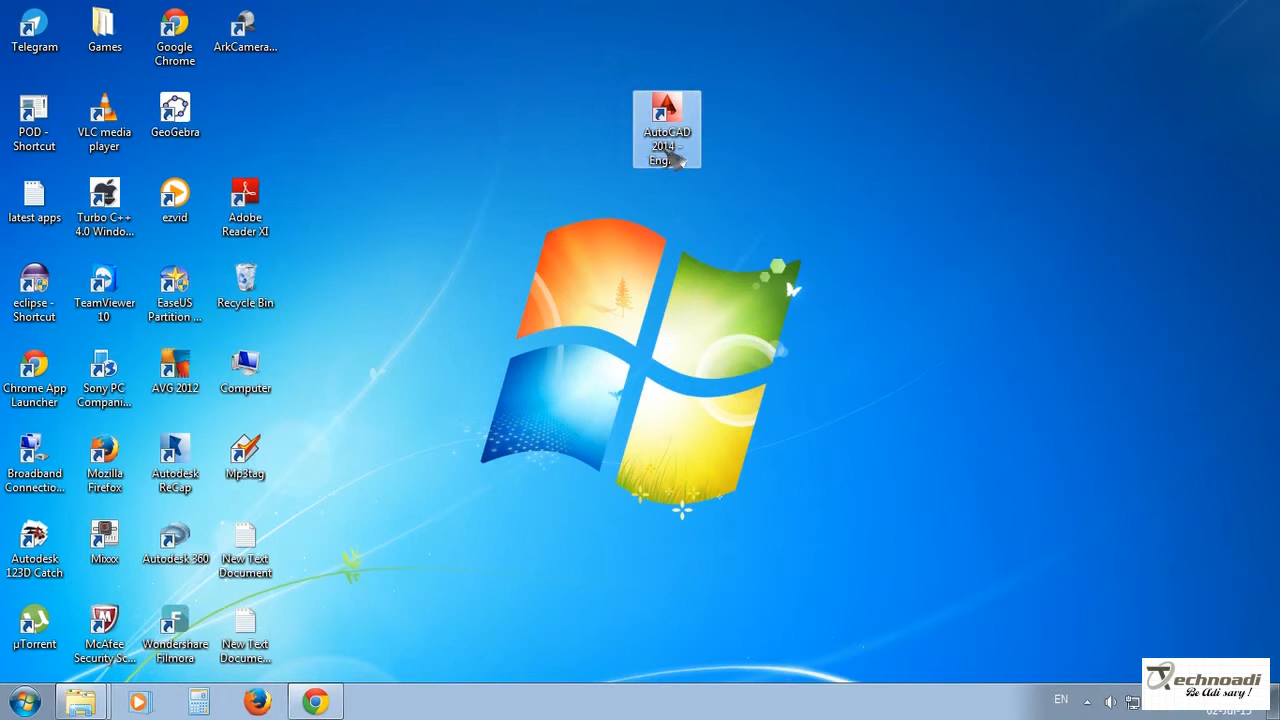 Telegram
Games
Google
Chrome
ArkCamera...
AutoCAD
2014 -
POD -
Shortcut
VLC media
player
GeoGebra
latest apps
Turbo C++
4.0 Windo...
ezvid
Adobe
Reader XI
eclipse -
Shortcut
TeamViewer
10
EaseUS
Partition ...
Recycle Bin
Chrome App
Launcher
Sony PC
Compani...
AVG 2012
Computer
Broadband
Connectio...
Mozilla
Firefox
Autodesk
ReCap
Mp3tag
Autodesk
123D Catch
Mixxx
Autodesk 360
New Text
Document
µTorrent
McAfee
Security Sc...
Wondershare
Filmora
New Text
Docume...
EN
Technoadi
Be Adi savy !